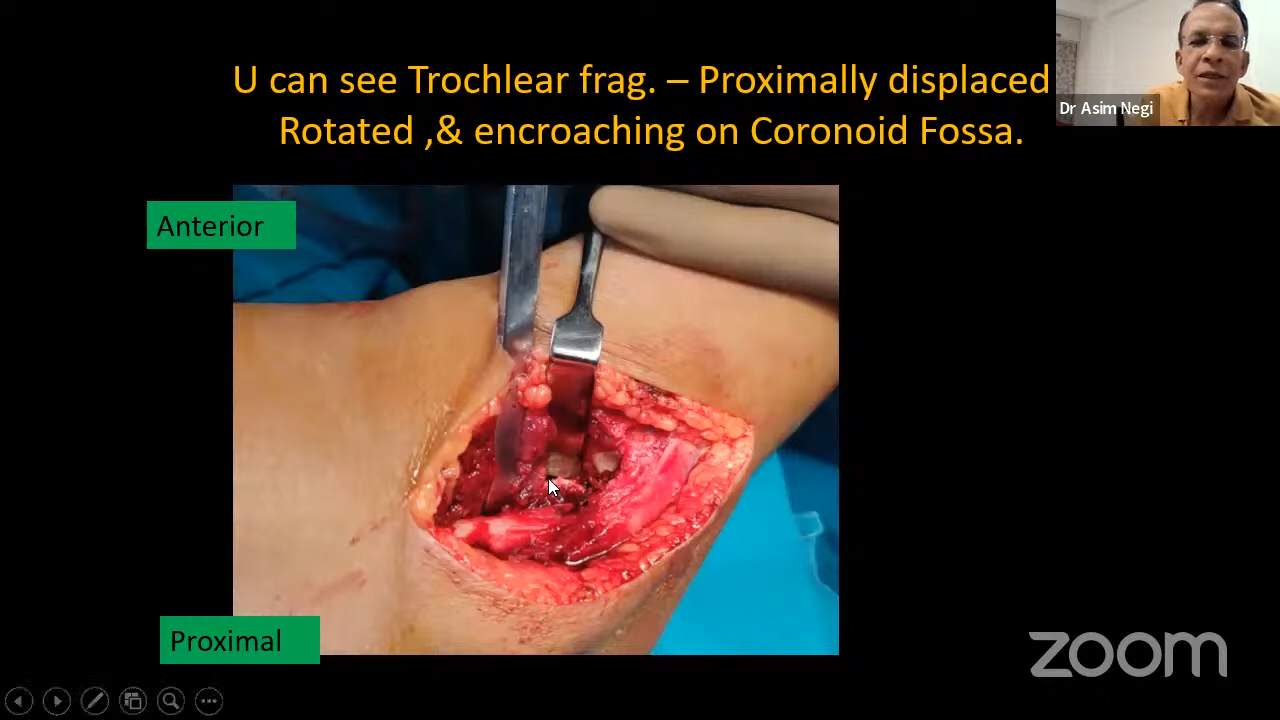 U can see Trochlear frag. – Proximally displaced
Rotated ,& encroaching on Coronoid Fossa.
Dr Asim Negi
Anterior
Proximal
zoom